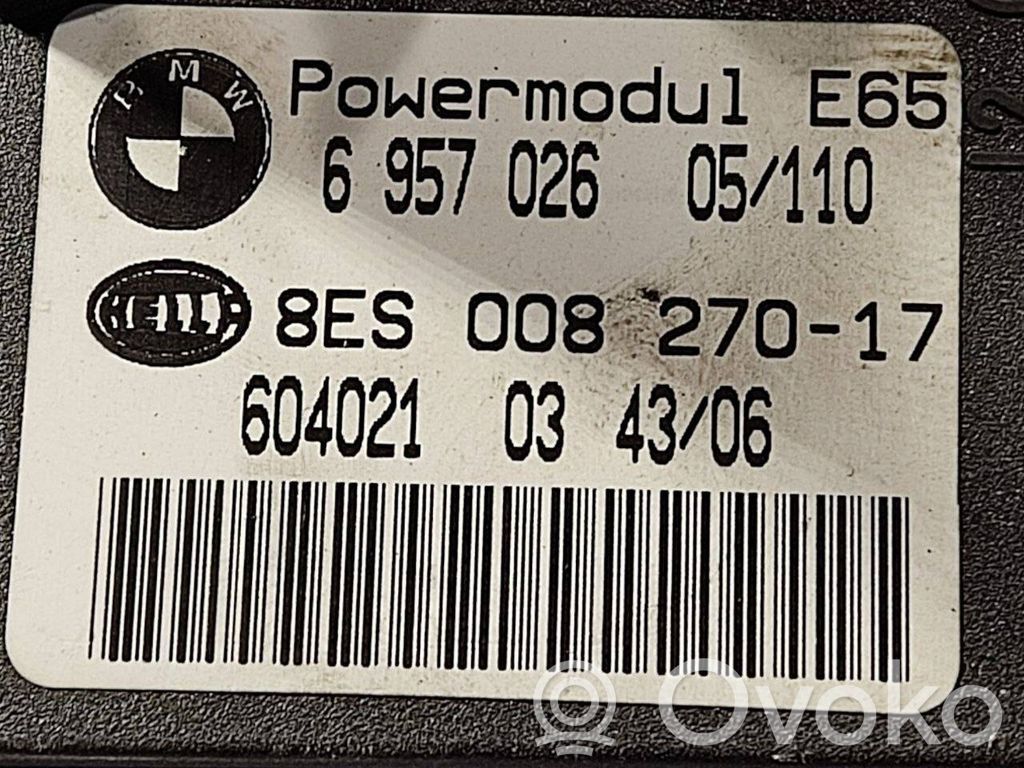 BMW
Powermodul E65
6 957 026 05/110
HELLA
8ES 008 270-17
604021 03 43/06
R Ovoko